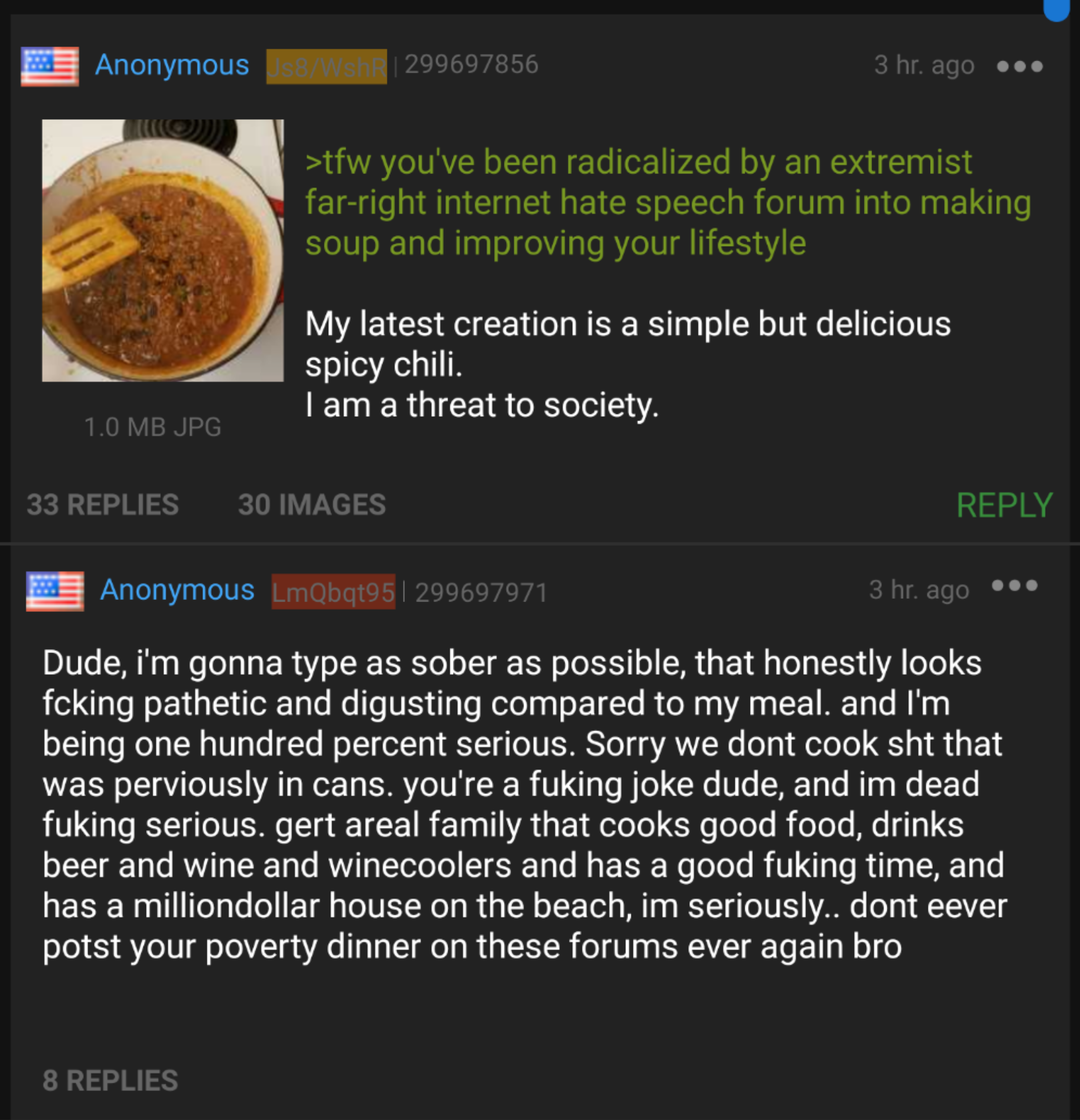 Anonymous Js8/WshR | 299697856 3 hr. ago
>tfw you've been radicalized by an extremist
far-right internet hate speech forum into making
soup and improving your lifestyle
My latest creation is a simple but delicious
spicy chili.
I am a threat to society.
1.0 MB JPG
33 REPLIES 30 IMAGES REPLY
Anonymous LmQbqt95 | 299697971 3 hr. ago
Dude, i'm gonna type as sober as possible, that honestly looks
fcking pathetic and digusting compared to my meal. and I'm
being one hundred percent serious. Sorry we dont cook sht that
was perviously in cans. you're a fuking joke dude, and im dead
fuking serious. gert areal family that cooks good food, drinks
beer and wine and winecoolers and has a good fuking time, and
has a milliondollar house on the beach, im seriously.. dont eever
potst your poverty dinner on these forums ever again bro
8 REPLIES